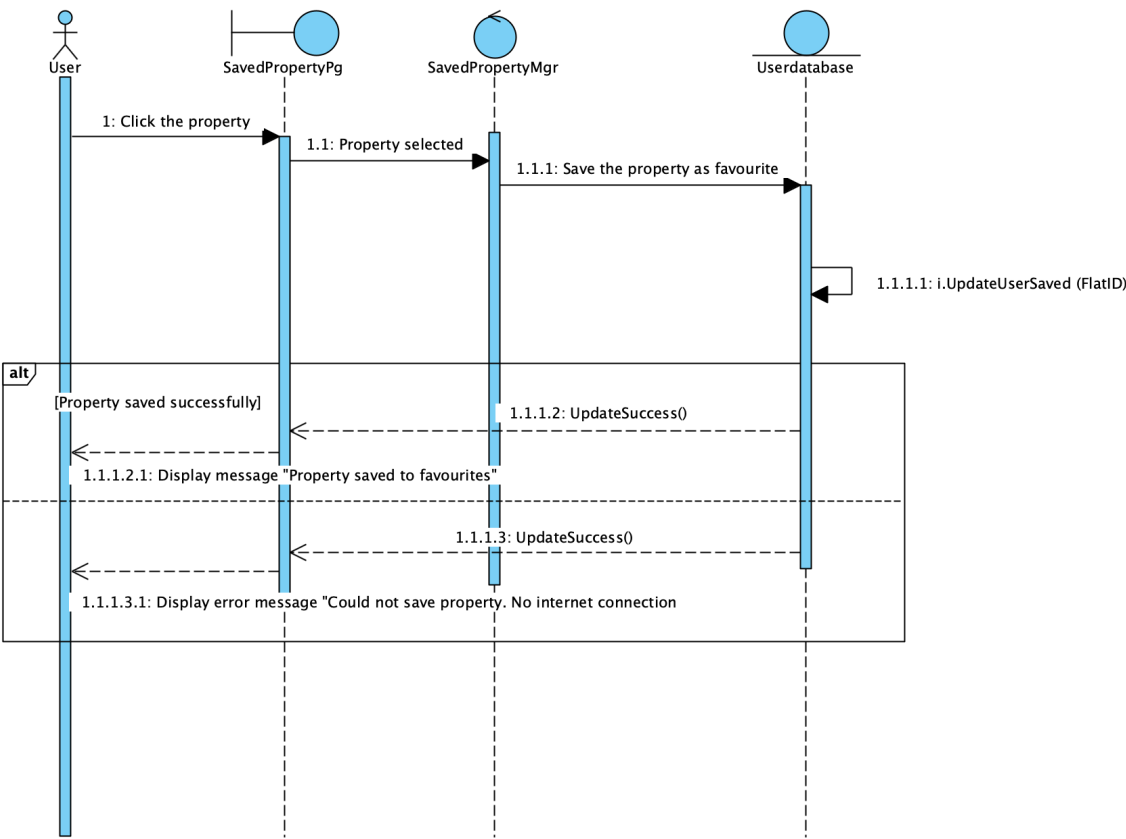 User
SavedPropertyPg
SavedPropertyMgr
Userdatabase
1: Click the property
1.1: Property selected
1.1.1: Save the property as favourite
1.1.1.1: i.UpdateUserSaved (FlatID)
alt
[Property saved successfully]
1.1.1.2: UpdateSuccess()
1.1.1.2.1: Display message "Property saved to favourites"
1.1.1.3: UpdateSuccess()
1.1.1.3.1: Display error message "Could not save property. No internet connection